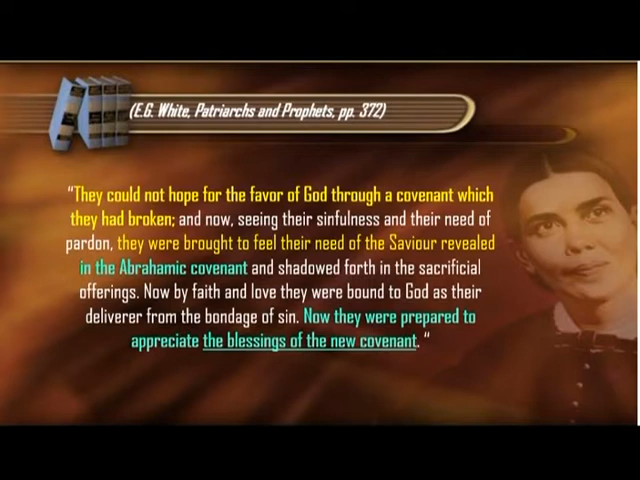 (E.G. White, Patriarchs and Prophets, pp. 372)
"They could not hope for the favor of God through a covenant which
they had broken; and now, seeing their sinfulness and their need of
pardon, they were brought to feel their need of the Saviour revealed
in the Abrahamic covenant and shadowed forth in the sacrificial
offerings. Now by faith and love they were bound to God as their
deliverer from the bondage of sin. Now they were prepared to
appreciate the blessings of the new covenant. "